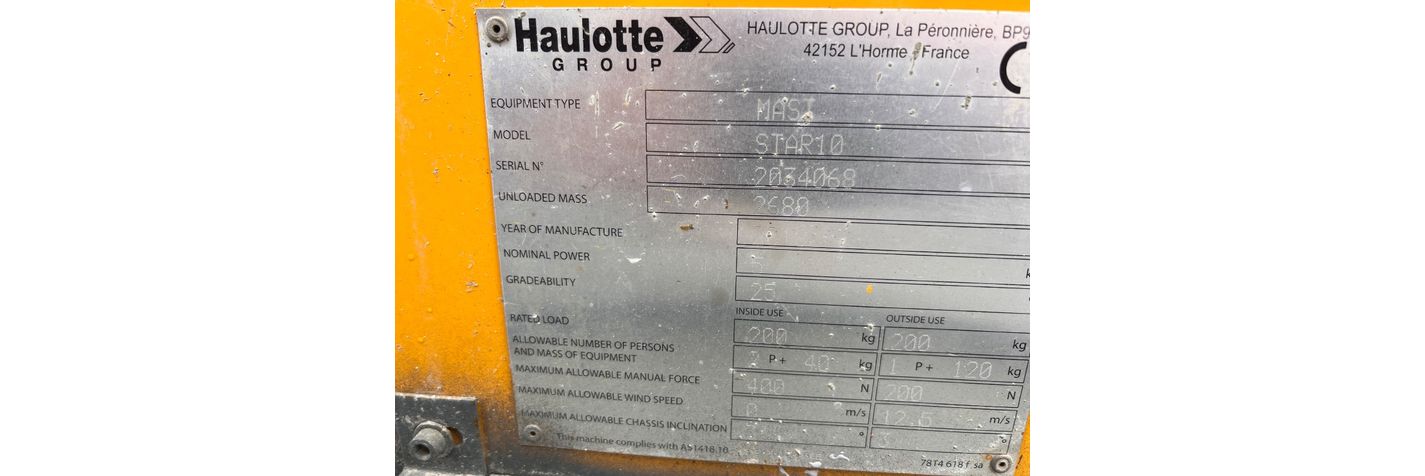 Haulotte
GROUP
HAULOTTE GROUP, La Péronnière, BP9
42152 L'Horme - France
EQUIPMENT TYPE MAST
MODEL STAR10
SERIAL N° 2034068
UNLOADED MASS 2680
YEAR OF MANUFACTURE
NOMINAL POWER
GRADEABILITY 25
INSIDE USE OUTSIDE USE
RATED LOAD 200 kg 200 kg
ALLOWABLE NUMBER OF PERSONS
AND MASS OF EQUIPMENT P+ 40 kg 1 P+ 120 kg
MAXIMUM ALLOWABLE MANUAL FORCE 400 N 200 N
MAXIMUM ALLOWABLE WIND SPEED 0 m/s 12.5 m/s
MAXIMUM ALLOWABLE CHASSIS INCLINATION ° 3 °
This machine complies with AS1418.10
78T4 618 f sa